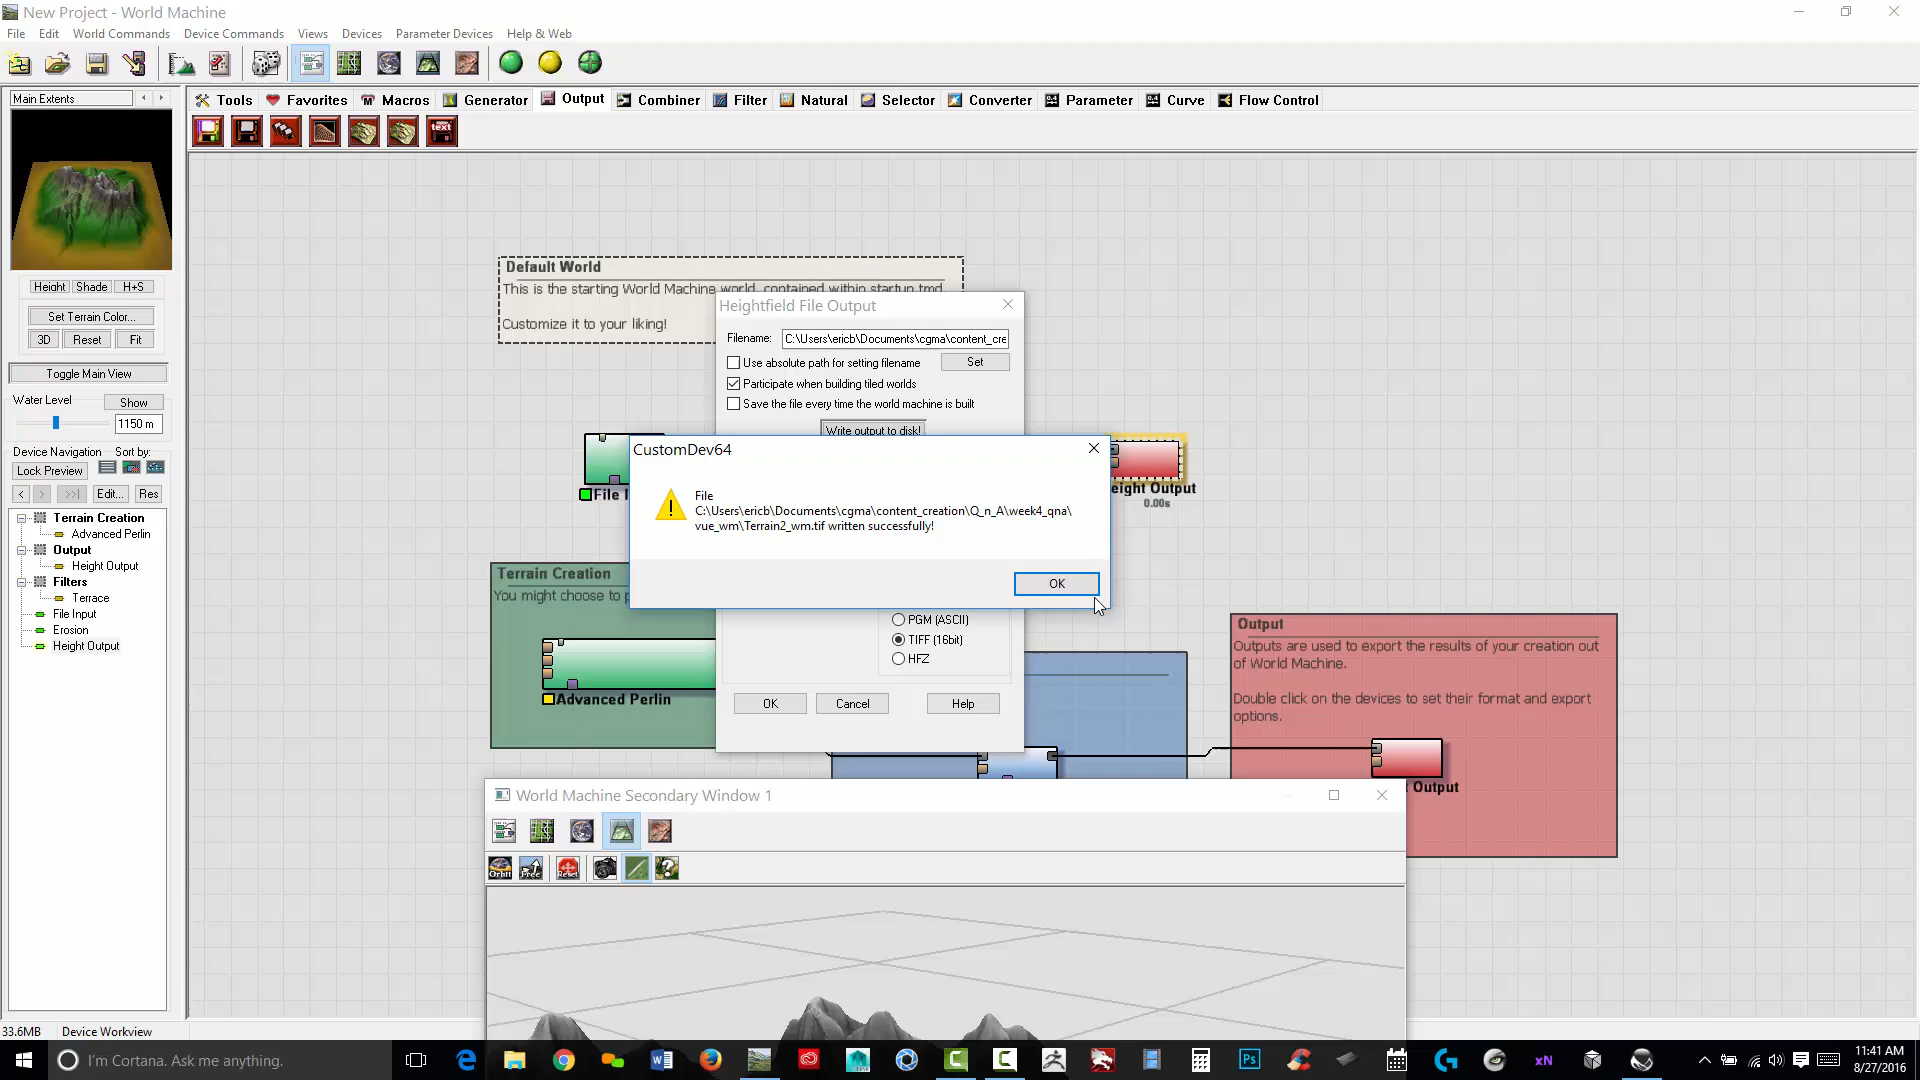 New Project - World Machine
File Edit World Commands Device Commands Views Devices Parameter Devices Help & Web
Main Extents
Tools Favorites Macros Generator Output Combiner Filter Natural Selector Converter Parameter Curve Flow Control
text
Height Shade H+S
Set Terrain Color...
3D Reset Fit
Toggle Main View
Water Level Show
1150 m
Device Navigation Sort by:
Lock Preview
< > >>| Edit... Res
Terrain Creation
Advanced Perlin
Output
Height Output
Filters
Terrace
File Input
Erosion
Height Output
Default World
This is the starting World Machine world, contained within startup.tmd
Customize it to your liking!
Heightfield File Output
Filename: C:\Users\ericb\Documents\cgma\content_cre
Use absolute path for setting filename Set
Participate when building tiled worlds
Save the file every time the world machine is built
Write output to disk!
CustomDev64
File
C:\Users\ericb\Documents\cgma\content_creation\Q_n_A\week4_qna\
vue_wm\Terrain2_wm.tif written successfully!
OK
PGM (ASCII)
TIFF (16bit)
HFZ
OK Cancel Help
File I
eight Output
0.00s
Terrain Creation
You might choose to
Advanced Perlin
Output
Outputs are used to export the results of your creation out
of World Machine.
Double click on the devices to set their format and export
options.
t Output
World Machine Secondary Window 1
Orbit Free Reset
33.6MB Device Workview
I'm Cortana. Ask me anything.
Ps
xN
11:41 AM
8/27/2016